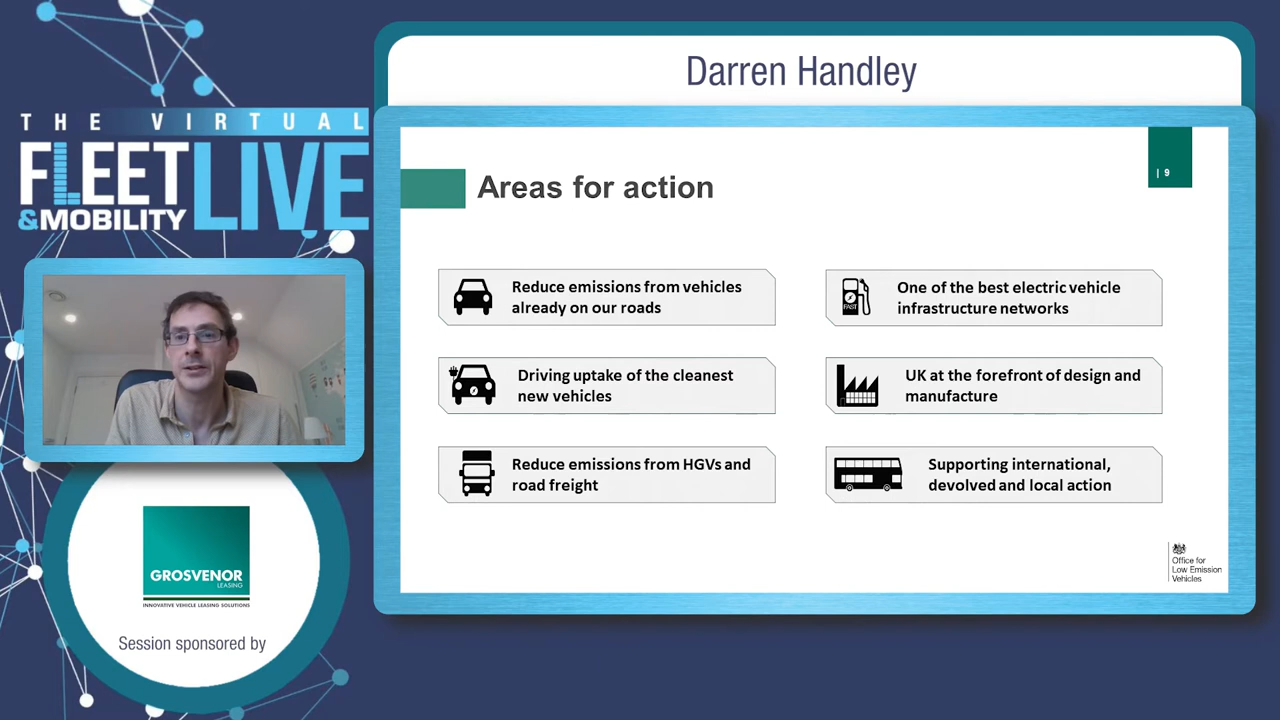 Darren Handley
THE VIRTUAL
FLEET
&MOBILITY
LIVE
| 9
Areas for action
Reduce emissions from vehicles
already on our roads
One of the best electric vehicle
infrastructure networks
FAST
Driving uptake of the cleanest
new vehicles
UK at the forefront of design and
manufacture
Reduce emissions from HGVs and
road freight
Supporting international,
devolved and local action
Office for
Low Emission
Vehicles
GROSVENOR
LEASING
INNOVATIVE VEHICLE LEASING SOLUTIONS
Session sponsored by